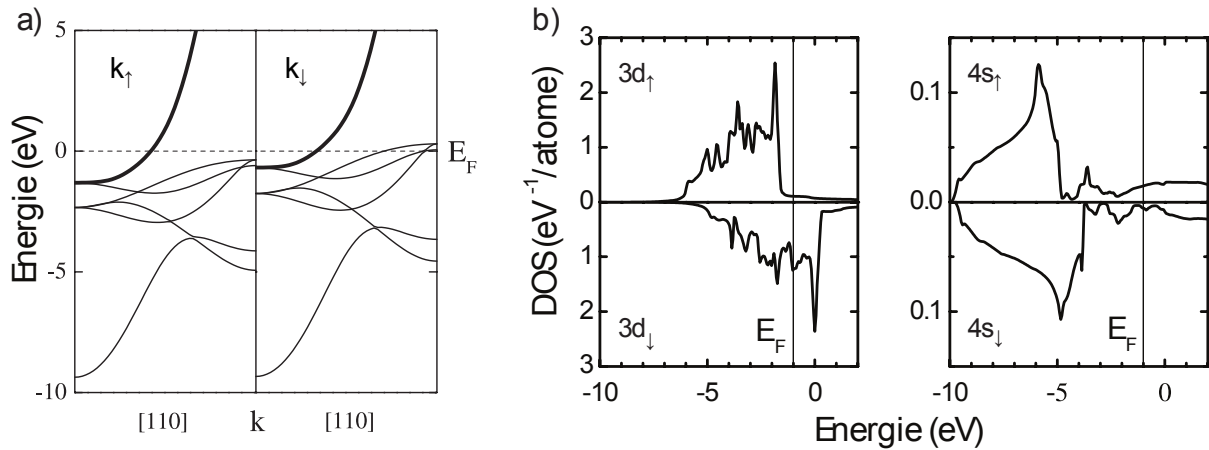 a)
Energie (eV)
5
0
-5
-10
k↑
k↓
E_F
[110]
k
[110]
b)
DOS (eV⁻¹/atome)
3
2
1
0
1
2
3
3d↑
3d↓
E_F
-10
-5
0
0.1
0.0
0.1
4s↑
4s↓
E_F
-10
-5
0
Energie (eV)